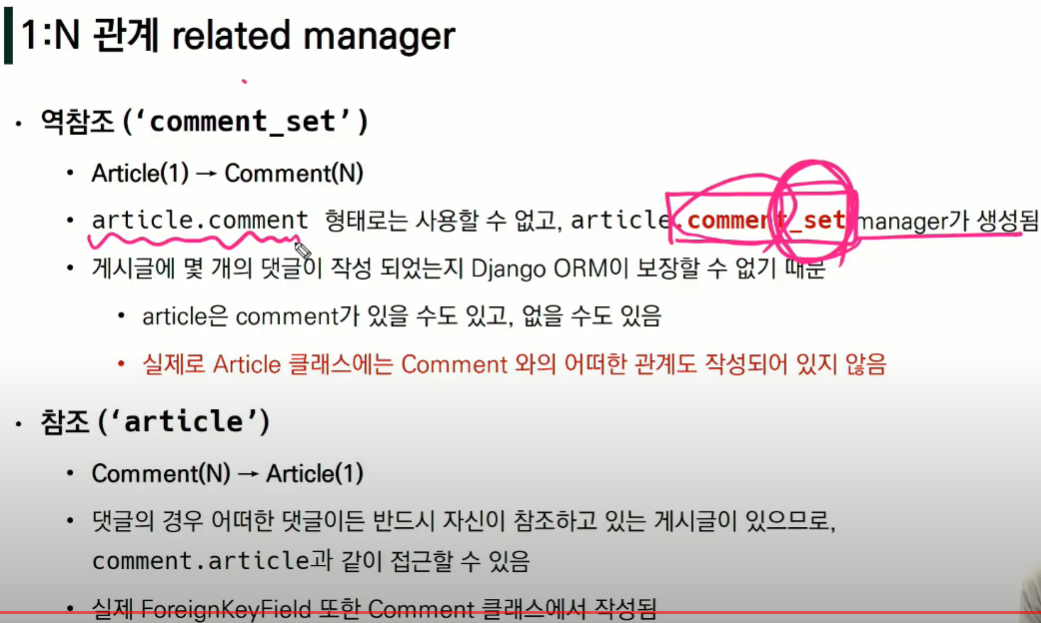 1:N 관계 related manager
• 역참조 (‘comment_set’)
• Article(1) → Comment(N)
• article.comment 형태로는 사용할 수 없고, article.comment_set manager가 생성됨
• 게시글에 몇 개의 댓글이 작성 되었는지 Django ORM이 보장할 수 없기 때문
• article은 comment가 있을 수도 있고, 없을 수도 있음
• 실제로 Article 클래스에는 Comment 와의 어떠한 관계도 작성되어 있지 않음
• 참조 (‘article’)
• Comment(N) → Article(1)
• 댓글의 경우 어떠한 댓글이든 반드시 자신이 참조하고 있는 게시글이 있으므로,
comment.article과 같이 접근할 수 있음
• 실제 ForeignKeyField 또한 Comment 클래스에서 작성됨